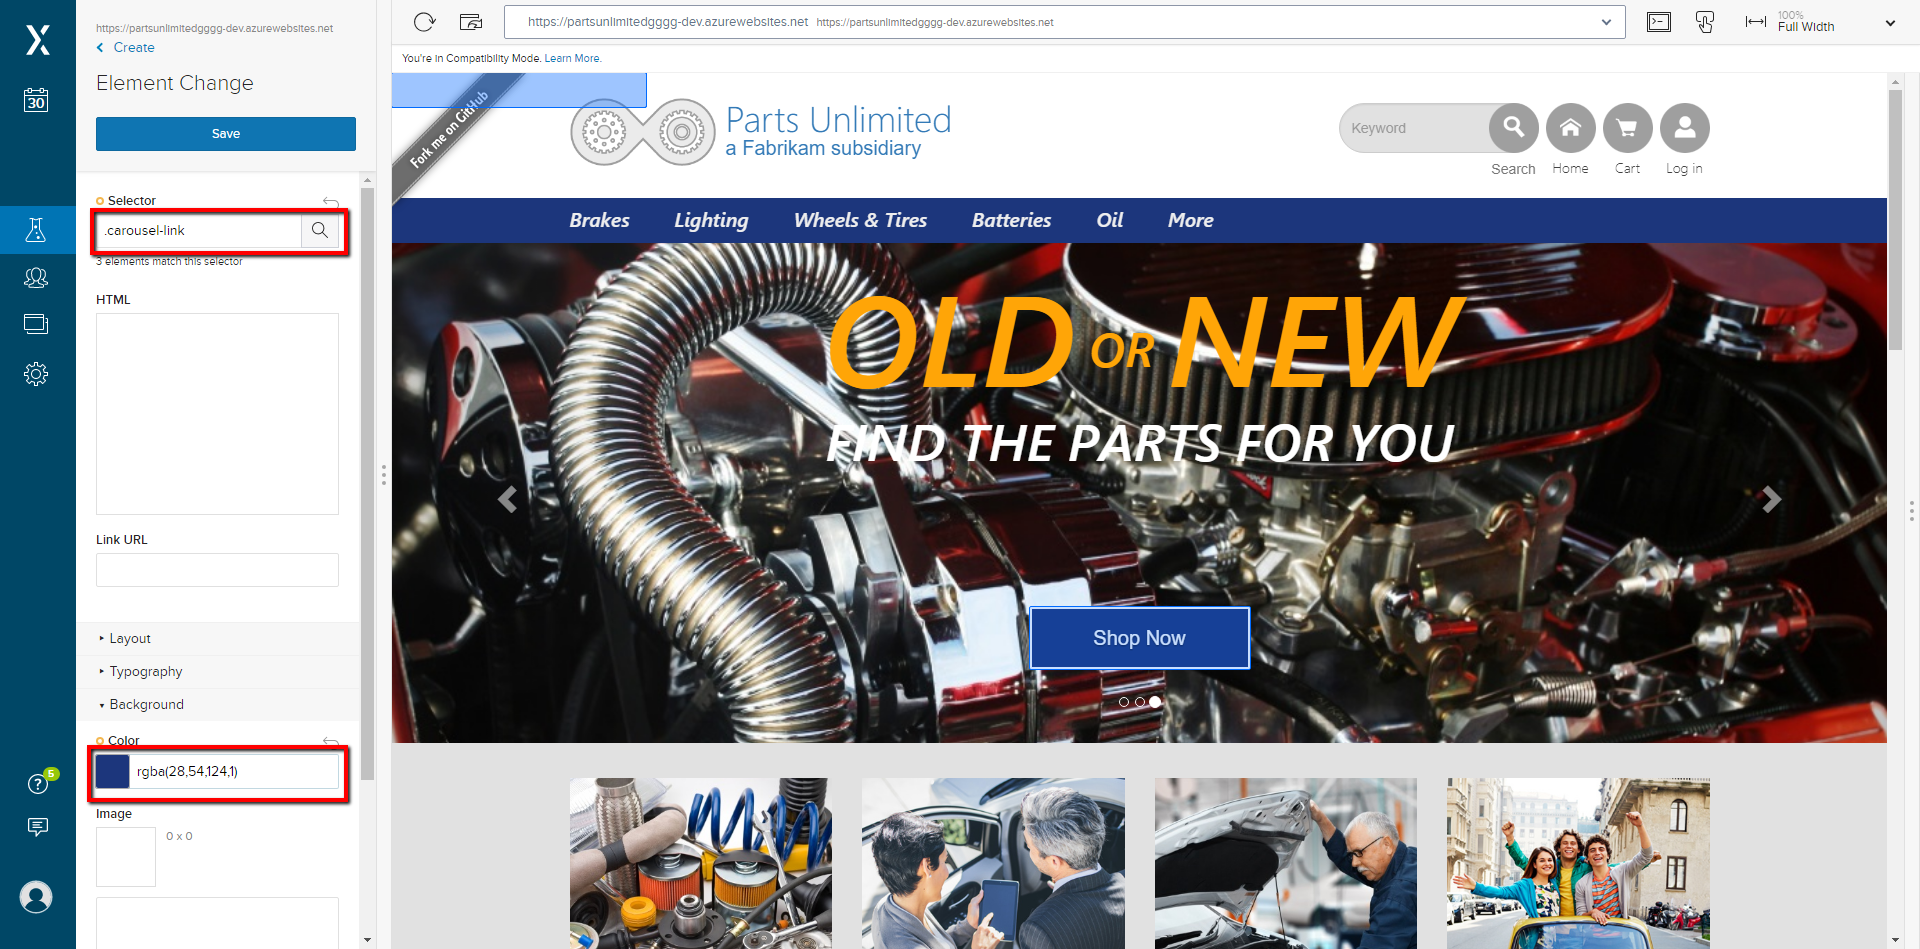 30
5
https://partsunlimitedgggg-dev.azurewebsites.net
Create
Element Change
Save
Selector
.carousel-link
3 elements match this selector
HTML
Link URL
Layout
Typography
Background
Color
rgba(28,54,124,1)
Image
0 x 0
https://partsunlimitedgggg-dev.azurewebsites.net https://partsunlimitedgggg-dev.azurewebsites.net
100%
Full Width
You're in Compatibility Mode. Learn More.
Fork me on GitHub
Parts Unlimited
a Fabrikam subsidiary
Keyword
Search Home Cart Log in
Brakes Lighting Wheels & Tires Batteries Oil More
OLD OR NEW
FIND THE PARTS FOR YOU
Shop Now